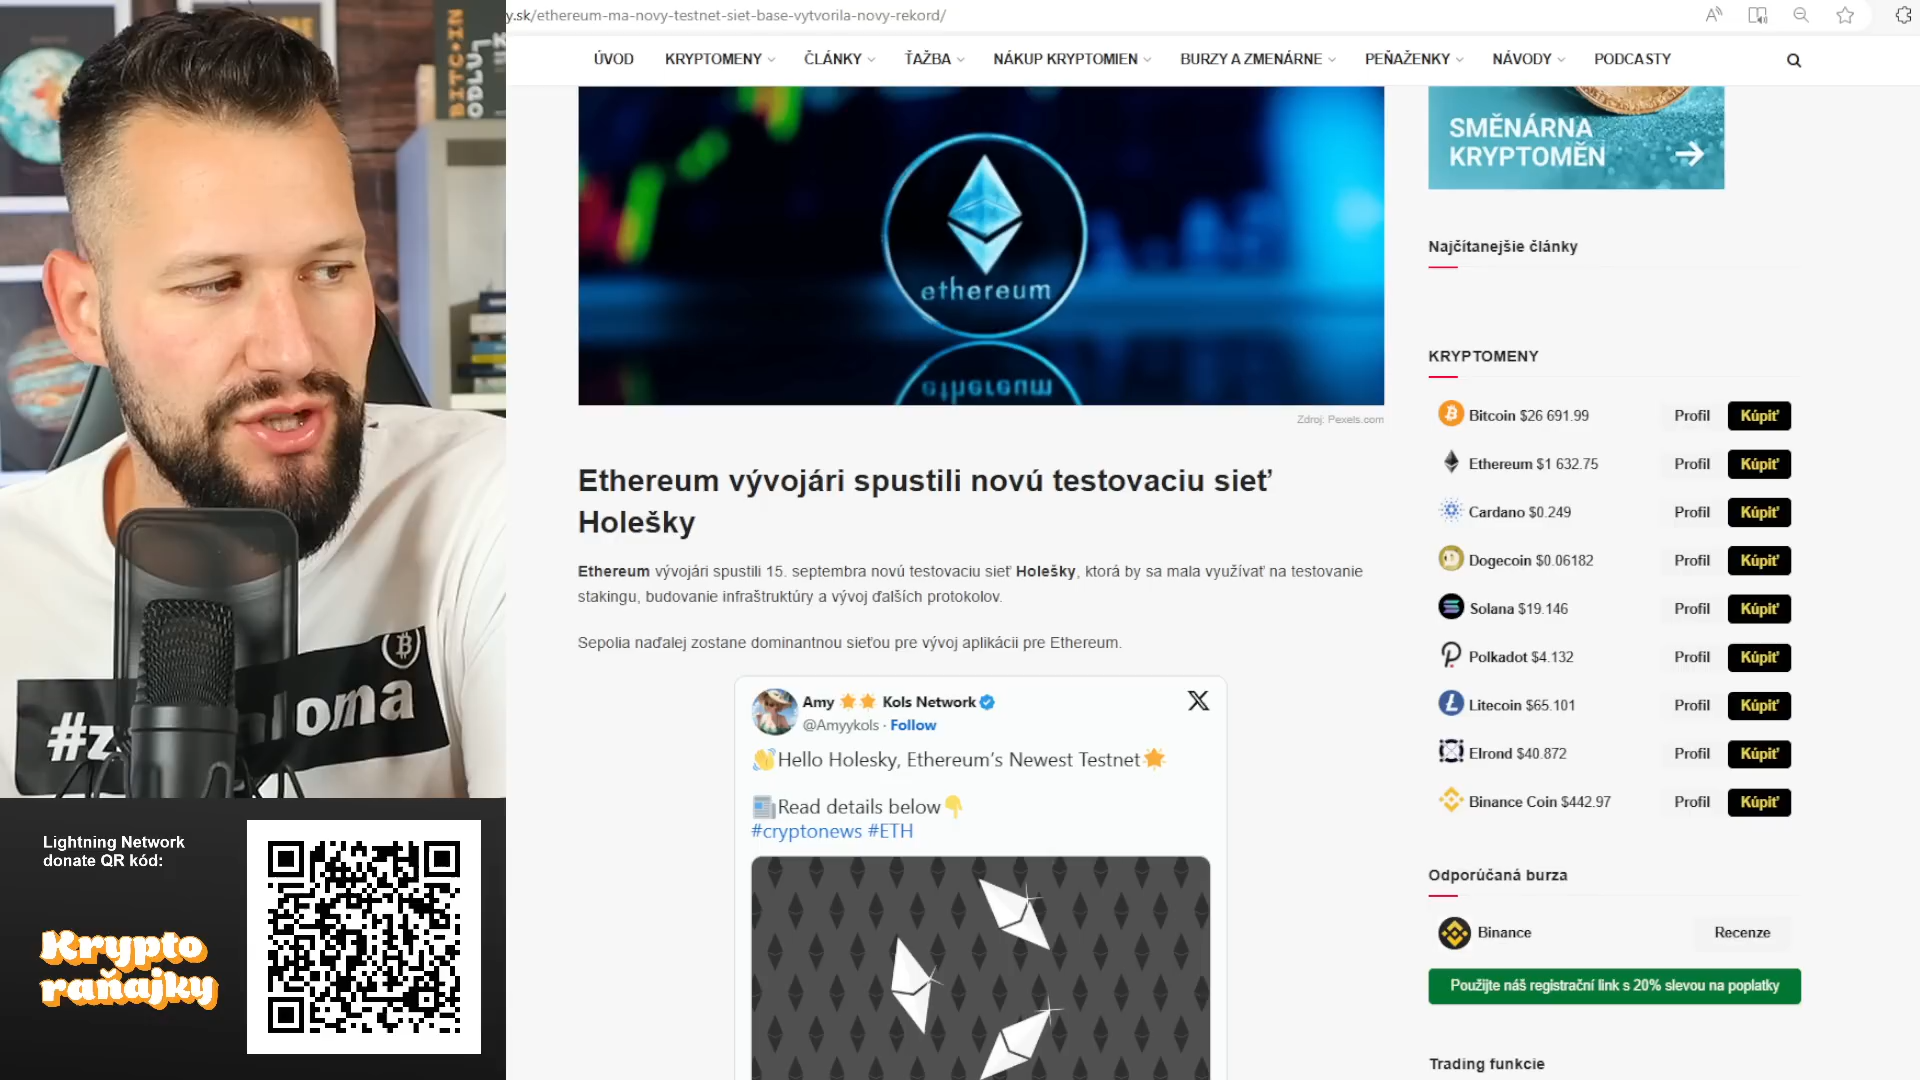 y.sk/ethereum-ma-novy-testnet-siet-base-vytvorila-novy-rekord/
ÚVOD KRYPTOMENY ČLÁNKY ŤAŽBA NÁKUP KRYPTOMIEN BURZY A ZMENÁRNE PEŇAŽENKY NÁVODY PODCASTY
BITCOIN
ODLUČ
#z
loma
ethereum
SMĚNÁRNA
KRYPTOMĚN
Zdroj: Pexels.com
Ethereum vývojári spustili novú testovaciu sieť
Holešky
Ethereum vývojári spustili 15. septembra novú testovaciu sieť Holešky, ktorá by sa mala využívať na testovanie
stakingu, budovanie infraštruktúry a vývoj ďalších protokolov.
Sepolia naďalej zostane dominantnou sieťou pre vývoj aplikácii pre Ethereum.
Amy Kols Network
@Amyykols · Follow
👋Hello Holesky, Ethereum’s Newest Testnet🌟
📰Read details below👇
#cryptonews #ETH
Najčítanejšie články
KRYPTOMENY
Bitcoin $26 691.99 Profil Kúpiť
Ethereum $1 632.75 Profil Kúpiť
Cardano $0.249 Profil Kúpiť
Dogecoin $0.06182 Profil Kúpiť
Solana $19.146 Profil Kúpiť
Polkadot $4.132 Profil Kúpiť
Litecoin $65.101 Profil Kúpiť
Elrond $40.872 Profil Kúpiť
Binance Coin $442.97 Profil Kúpiť
Odporúčaná burza
Binance Recenze
Použijte náš registrační link s 20% slevou na poplatky
Trading funkcie
Lightning Network
donate QR kód:
Krypto
raňajky